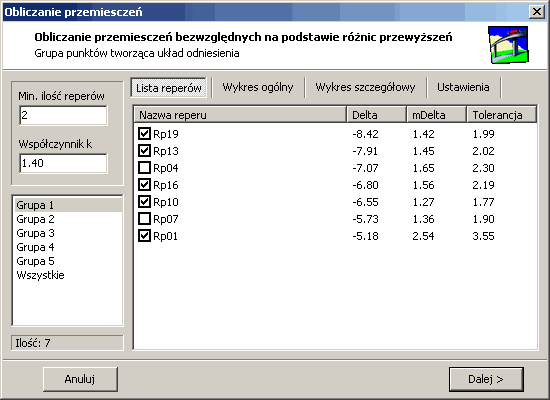 Obliczanie przemieszczeń
Obliczanie przemiesczeń bezwzględnych na podstawie różnic przewyższeń
Grupa punktów tworząca układ odniesienia
Min. ilość reperów
2
Współczynnik k
1.40
Grupa 1
Grupa 2
Grupa 3
Grupa 4
Grupa 5
Wszystkie
Ilość: 7
Lista reperów Wykres ogólny Wykres szczegółowy Ustawienia
Nazwa reperu Delta mDelta Tolerancja
Rp19 -8.42 1.42 1.99
Rp13 -7.91 1.45 2.02
Rp04 -7.07 1.65 2.30
Rp16 -6.80 1.56 2.19
Rp10 -6.55 1.27 1.77
Rp07 -5.73 1.36 1.90
Rp01 -5.18 2.54 3.55
Anuluj
Dalej >